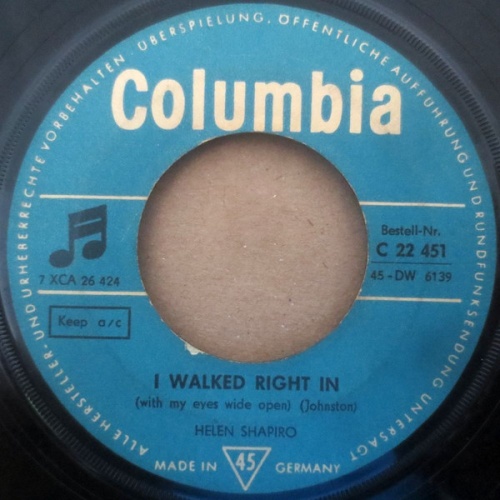 ALLE HERSTELLER- UND URHEBERRECHTE VORBEHALTEN. ÜBERSPIELUNG, ÖFFENTLICHE AUFFÜHRUNG UND RUNDFUNKSENDUNG UNTERSAGT
Columbia
7 XCA 26 424
Bestell-Nr.
C 22 451
45-DW 6139
Keep a/c
I WALKED RIGHT IN
(with my eyes wide open) (Johnston)
HELEN SHAPIRO
MADE IN 45 GERMANY